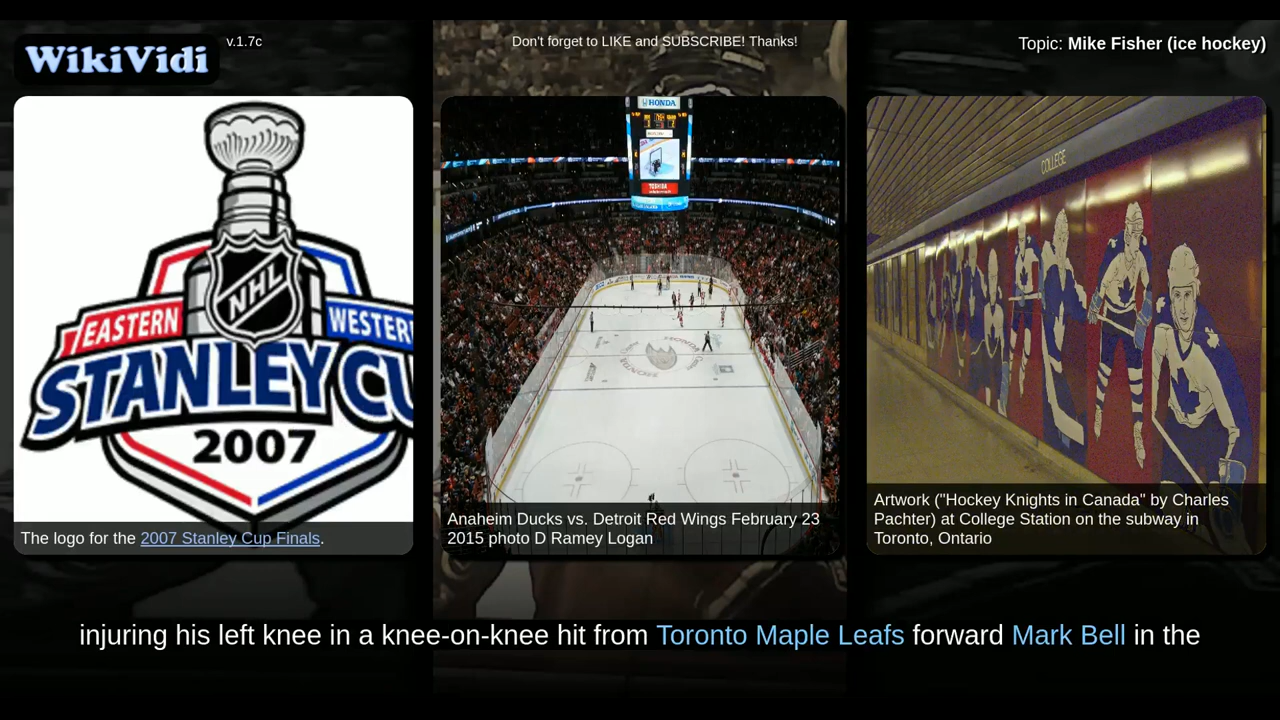 WikiVidi
v.1.7c
Don't forget to LIKE and SUBSCRIBE! Thanks!
Topic: Mike Fisher (ice hockey)
NHL
EASTERN
WESTER
STANLEY CU
2007
The logo for the 2007 Stanley Cup Finals.
HONDA
TOSHIBA
HONDA
Anaheim Ducks vs. Detroit Red Wings February 23
2015 photo D Ramey Logan
COLLEGE
Artwork ("Hockey Knights in Canada" by Charles
Pachter) at College Station on the subway in
Toronto, Ontario
injuring his left knee in a knee-on-knee hit from Toronto Maple Leafs forward Mark Bell in the